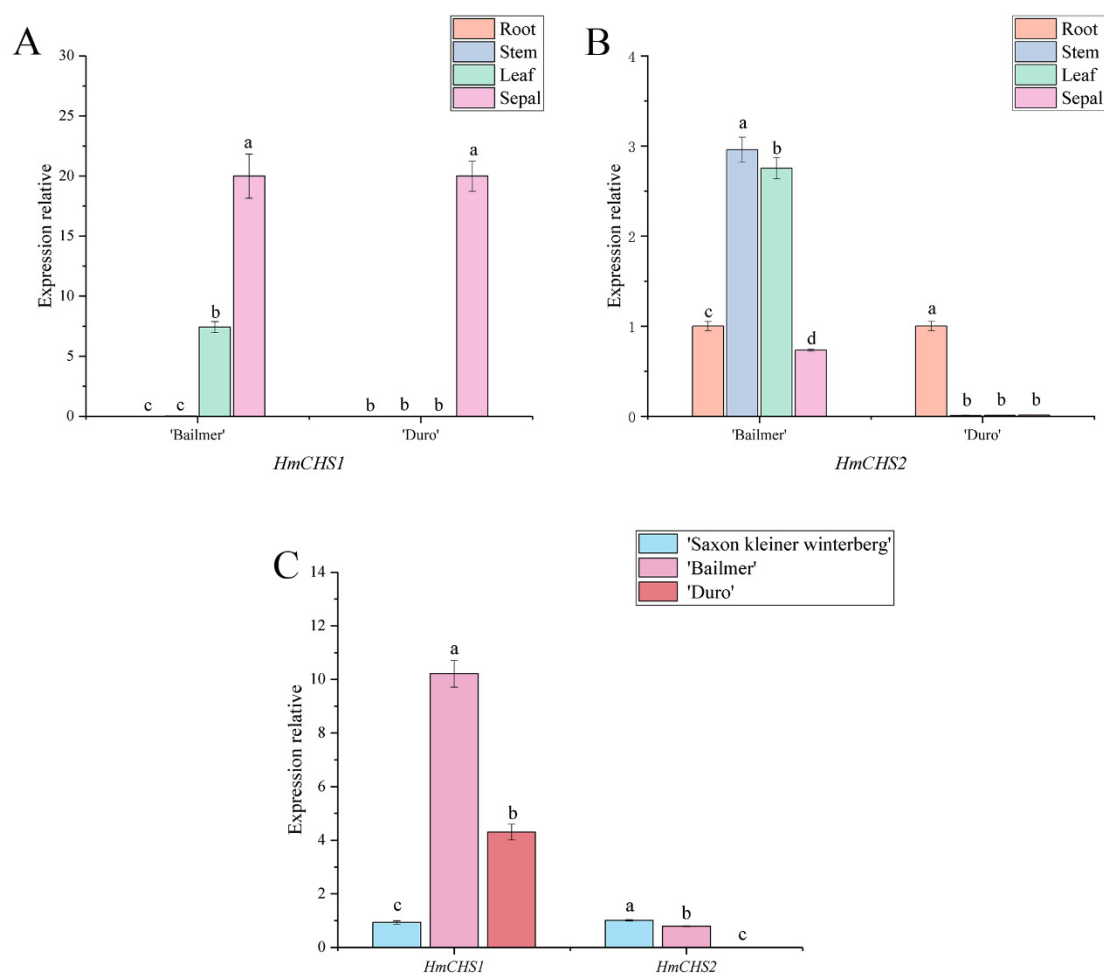 A
Root
Stem
Leaf
Sepal
30
25
20
15
10
5
0
Expression relative
c
c
b
a
b
b
b
a
'Bailmer'
'Duro'
HmCHS1
B
Root
Stem
Leaf
Sepal
4
3
2
1
0
Expression relative
c
a
b
d
a
b
b
b
'Bailmer'
'Duro'
HmCHS2
C
'Saxon kleiner winterberg'
'Bailmer'
'Duro'
14
12
10
8
6
4
2
0
Expression relative
c
a
b
a
b
c
HmCHS1
HmCHS2